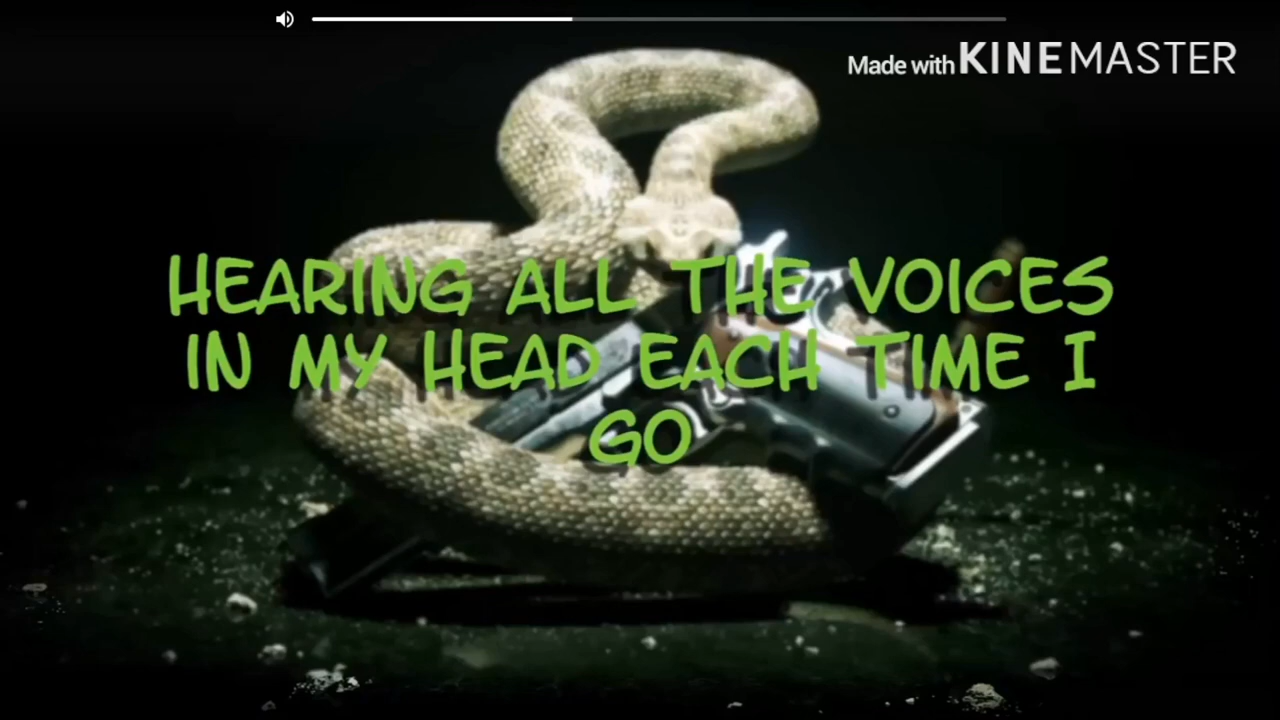 Made with KINEMASTER
HEARING ALL THE VOICES
IN MY HEAD EACH TIME I
GO